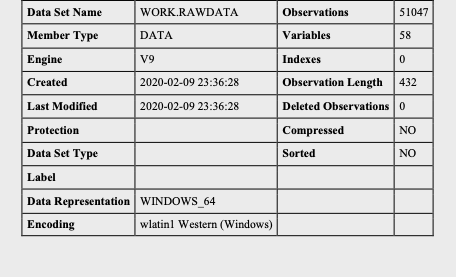 Data Set Name WORK.RAWDATA Observations 51047
Member Type DATA Variables 58
Engine V9 Indexes 0
Created 2020-02-09 23:36:28 Observation Length 432
Last Modified 2020-02-09 23:36:28 Deleted Observations 0
Protection Compressed NO
Data Set Type Sorted NO
Label
Data Representation WINDOWS_64
Encoding wlatin1 Western (Windows)